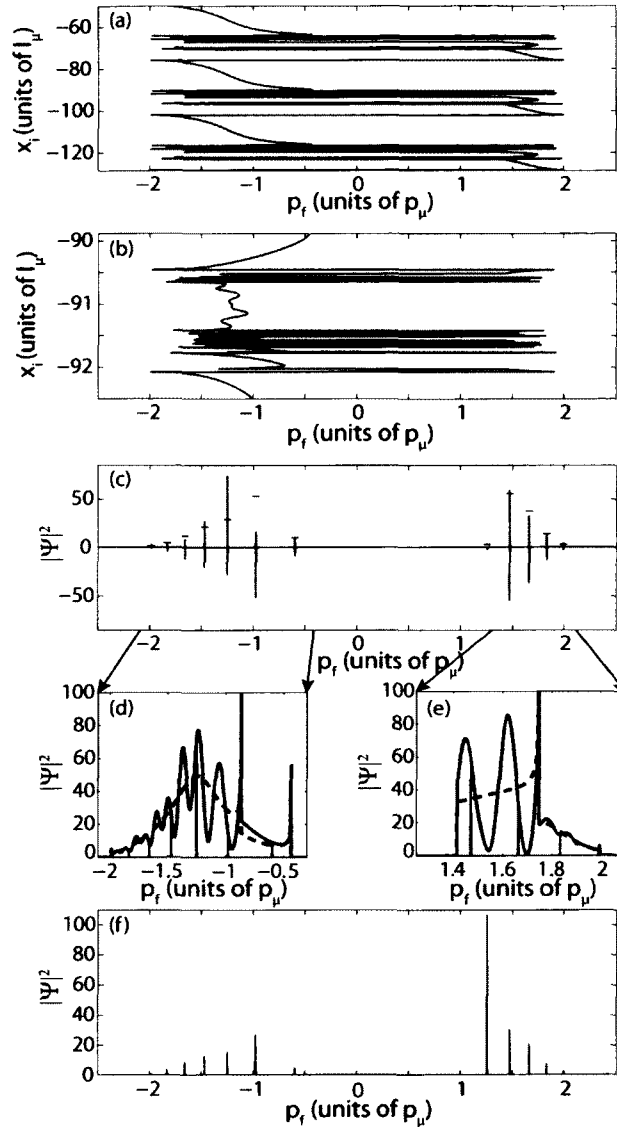 (a)
−60
−80
−100
−120
x_i (units of l_μ)
−2 −1 0 1 2
p_f (units of p_μ)
(b)
−90
−91
−92
x_i (units of l_μ)
−2 −1 0 1 2
p_f (units of p_μ)
(c)
50
0
−50
|Ψ|²
−2 −1 0 1 2
p_f (units of p_μ)
(d)
100
80
60
40
20
0
|Ψ|²
−2 −1.5 −1 −0.5
p_f (units of p_μ)
(e)
100
80
60
40
20
0
|Ψ|²
1.4 1.6 1.8 2
p_f (units of p_μ)
(f)
100
80
60
40
20
0
|Ψ|²
−2 −1 0 1 2
p_f (units of p_μ)